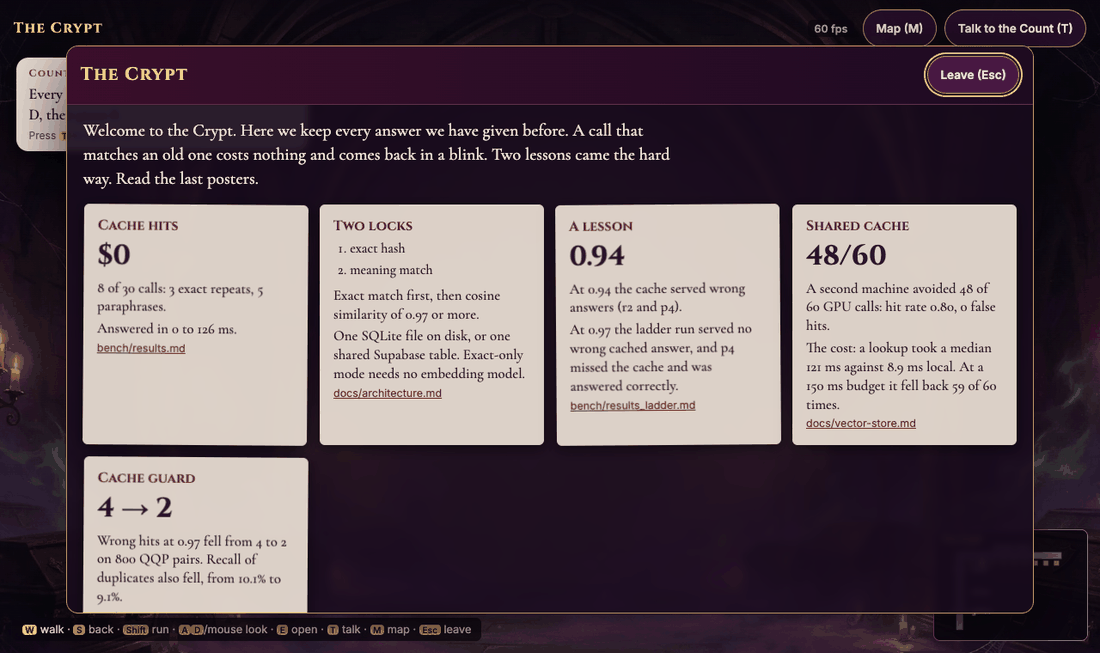 The Crypt
60 fps
Map (M)
Talk to the Count (T)
The Crypt
Leave (Esc)
Coun
Every
D, the
Press T
Welcome to the Crypt. Here we keep every answer we have given before. A call that
matches an old one costs nothing and comes back in a blink. Two lessons came the hard
way. Read the last posters.
Cache hits
$0
8 of 30 calls: 3 exact repeats, 5
paraphrases.
Answered in 0 to 126 ms.
bench/results.md
Two locks
1. exact hash
2. meaning match
Exact match first, then cosine
similarity of 0.97 or more.
One SQLite file on disk, or one
shared Supabase table. Exact-only
mode needs no embedding model.
docs/architecture.md
A lesson
0.94
At 0.94 the cache served wrong
answers (r2 and p4).
At 0.97 the ladder run served no
wrong cached answer, and p4
missed the cache and was
answered correctly.
bench/results_ladder.md
Shared cache
48/60
A second machine avoided 48 of
60 GPU calls: hit rate 0.80, 0 false
hits.
The cost: a lookup took a median
121 ms against 8.9 ms local. At a
150 ms budget it fell back 59 of 60
times.
docs/vector-store.md
Cache guard
4 → 2
Wrong hits at 0.97 fell from 4 to 2
on 800 QQP pairs. Recall of
duplicates also fell, from 10.1% to
9.1%.
W walk · S back · Shift run · A D/mouse look · E open · T talk · M map · Esc leave